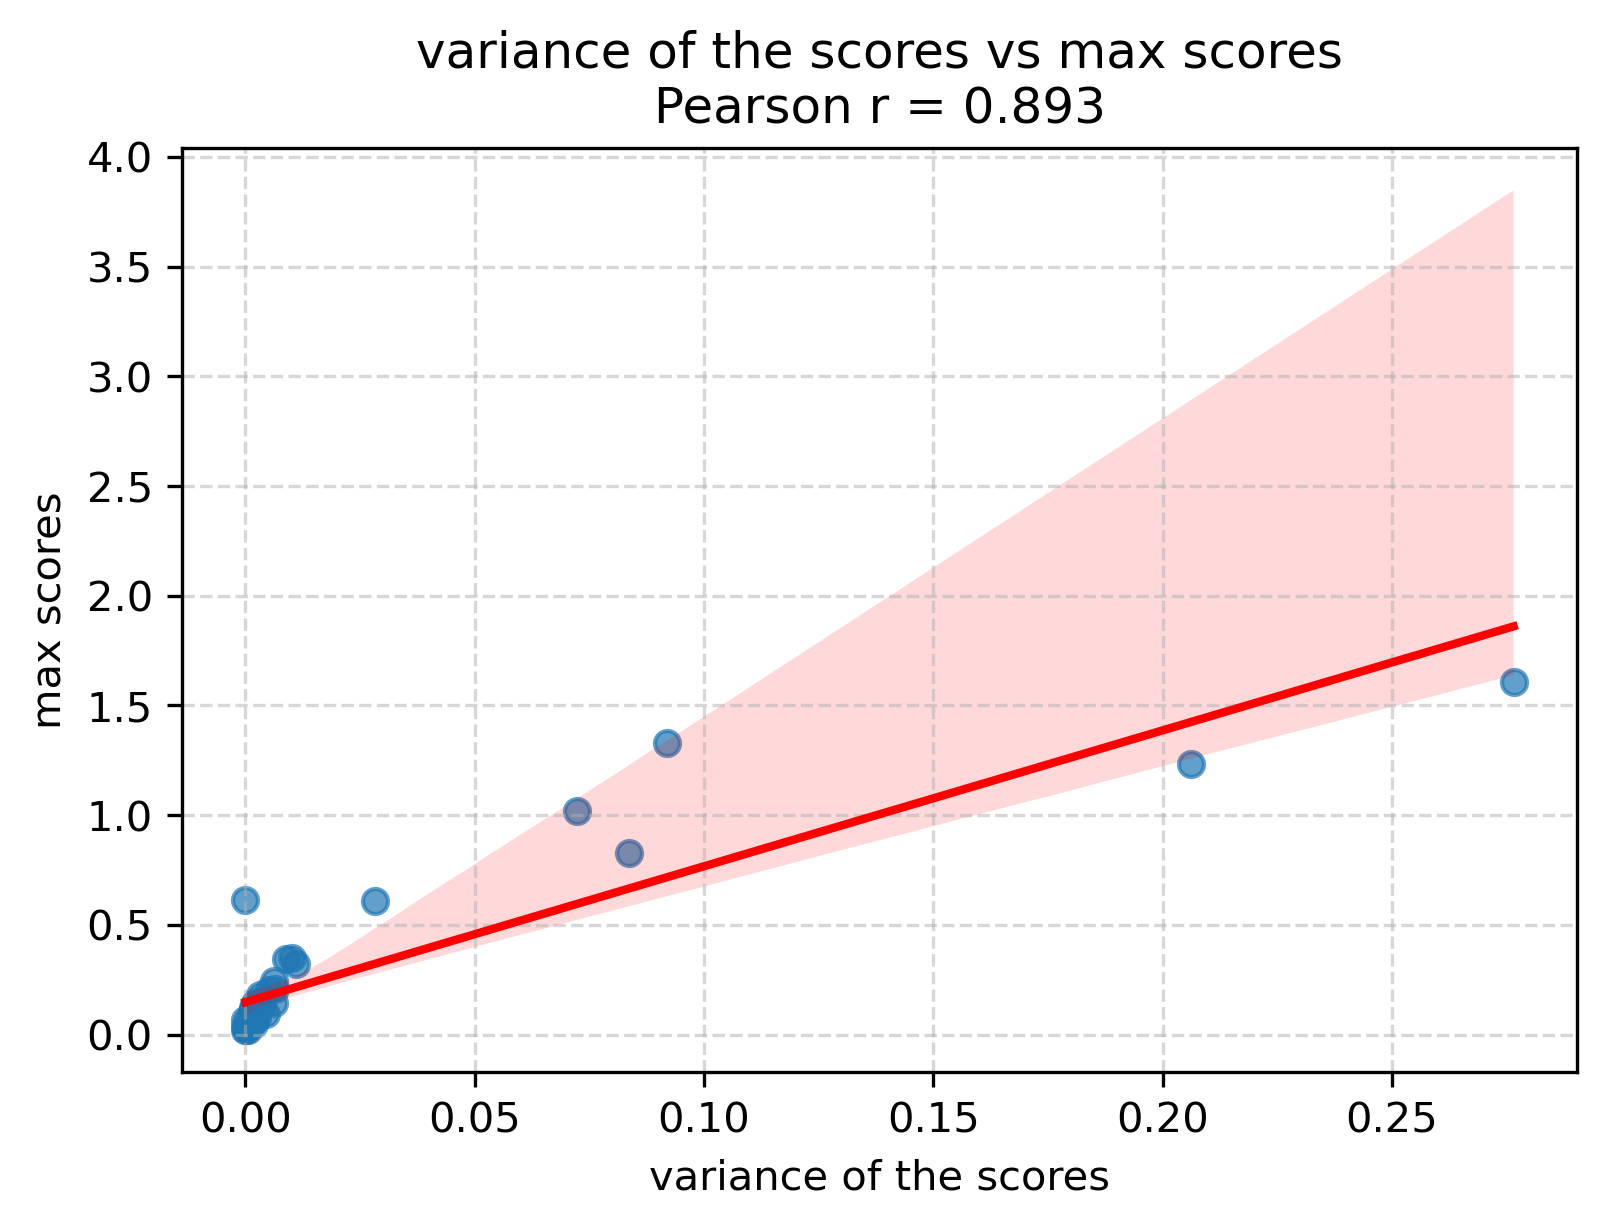 variance of the scores vs max scores
Pearson r = 0.893
4.0
3.5
3.0
2.5
2.0
1.5
1.0
0.5
0.0
max scores
0.00 0.05 0.10 0.15 0.20 0.25
variance of the scores